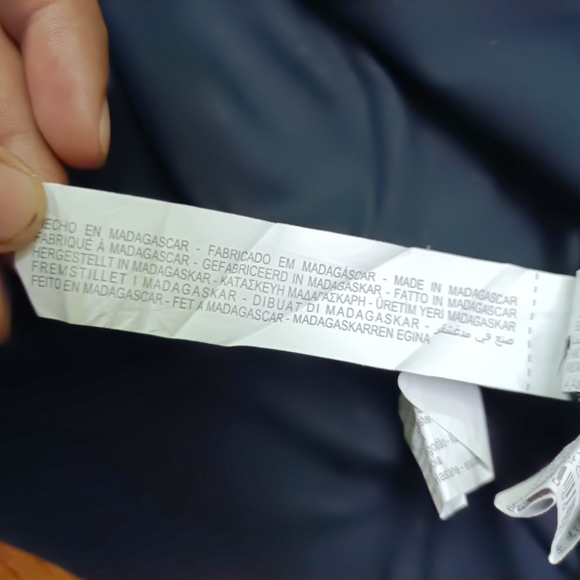 HECHO EN MADAGASCAR - FABRICADO EM MADAGÁSCAR - MADE IN MADAGASCAR
FABRIQUÉ À MADAGASCAR - GEFABRICEERD IN MADAGASKAR - FATTO IN MADAGASCAR
HERGESTELLT IN MADAGASKAR - ΚΑΤΑΣΚΕΥΗ ΜΑΔΑΓΑΣΚΑΡΗ - ÜRETIM YERI MADAGASKAR
FREMSTILLET I MADAGASKAR - DIBUAT DI MADAGASKAR - صنع في مدغشقر
FEITO EN MADAGASCAR - FET A MADAGASCAR - MADAGASKARREN EGINA